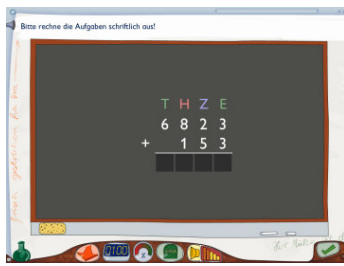 Bitte rechne die Aufgaben schriftlich aus!
T H Z E
6 8 2 3
+ 1 5 3